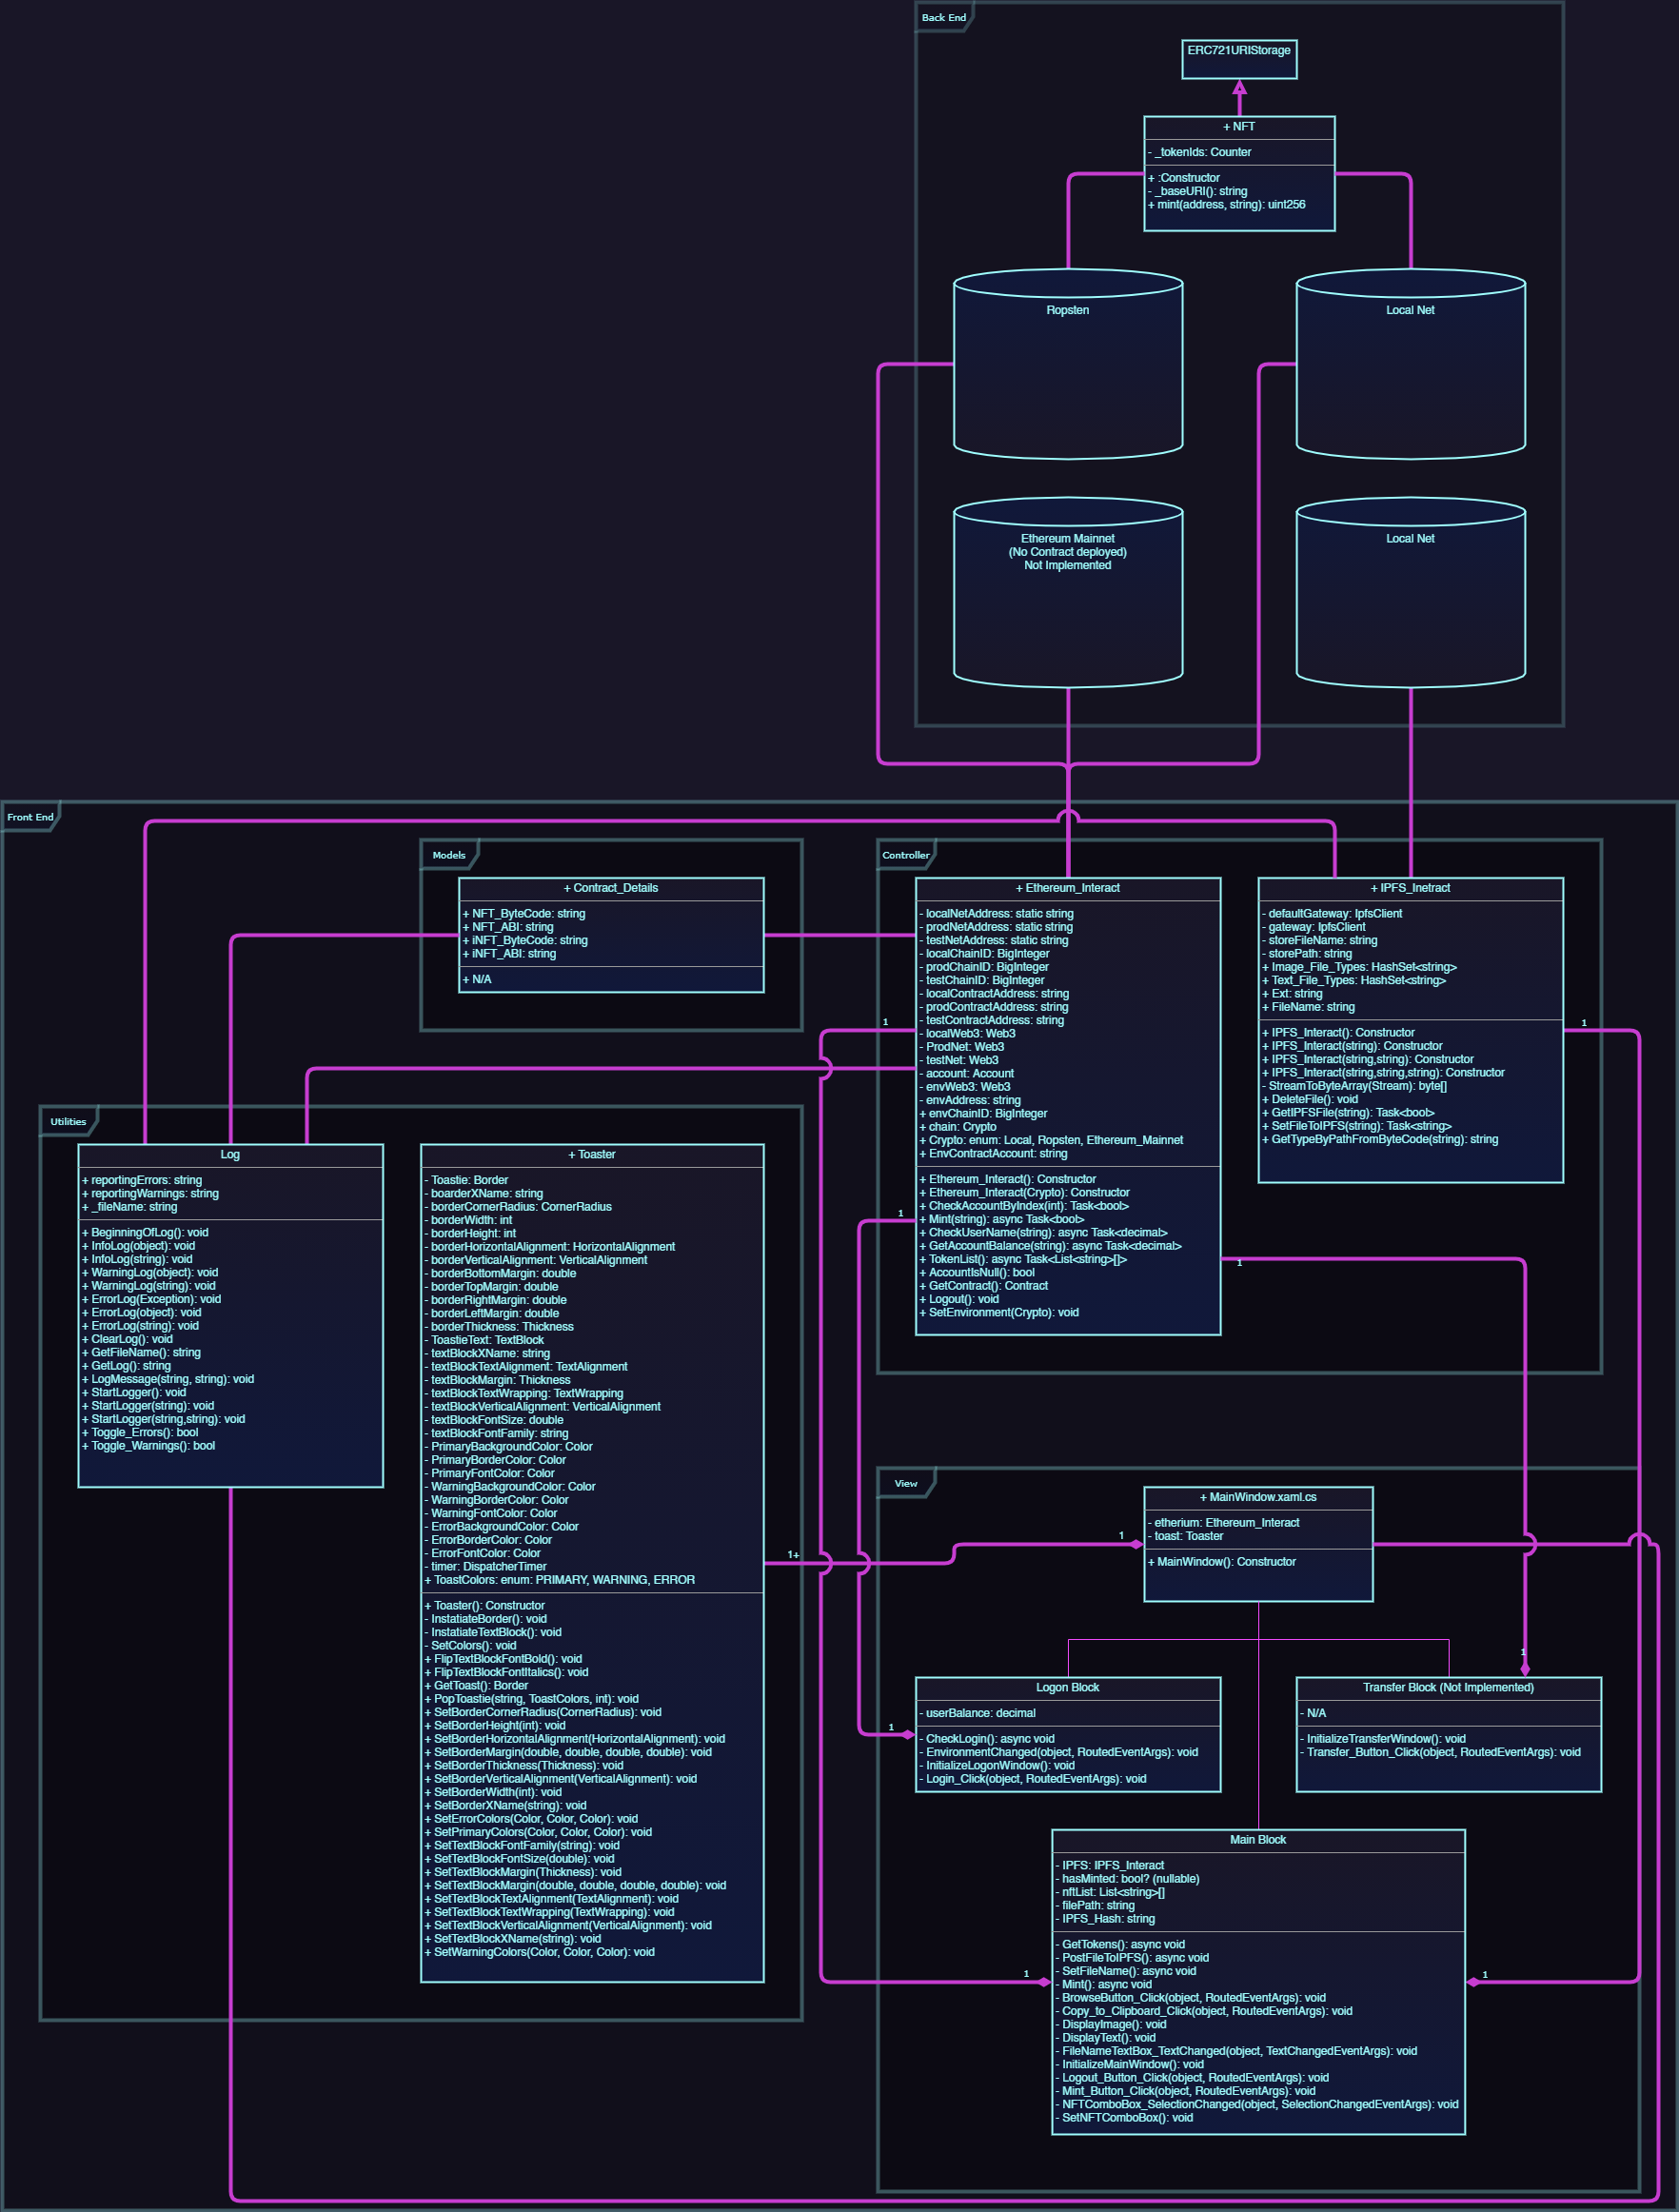 Back End
ERC721URIStorage
+ NFT
- _tokenIds: Counter
+ :Constructor
- _baseURI(): string
+ mint(address, string): uint256
Ropsten
Local Net
Ethereum Mainnet
(No Contract deployed)
Not Implemented
Local Net
Front End
Models
+ Contract_Details
+ NFT_ByteCode: string
+ NFT_ABI: string
+ iNFT_ByteCode: string
+ iNFT_ABI: string
+ N/A
Controller
+ Ethereum_Interact
- localNetAddress: static string
- prodNetAddress: static string
- testNetAddress: static string
- localChainID: BigInteger
- prodChainID: BigInteger
- testChainID: BigInteger
- localContractAddress: string
- prodContractAddress: string
- testContractAddress: string
- localWeb3: Web3
- ProdNet: Web3
- testNet: Web3
- account: Account
- envWeb3: Web3
- envAddress: string
+ envChainID: BigInteger
+ chain: Crypto
+ Crypto: enum: Local, Ropsten, Ethereum_Mainnet
+ EnvContractAccount: string
+ Ethereum_Interact(): Constructor
+ Ethereum_Interact(Crypto): Constructor
+ CheckAccountByIndex(int): Task<bool>
+ Mint(string): async Task<bool>
+ CheckUserName(string): async Task<decimal>
+ GetAccountBalance(string): async Task<decimal>
+ TokenList(): async Task<List<string>[]>
+ AccountIsNull(): bool
+ GetContract(): Contract
+ Logout(): void
+ SetEnvironment(Crypto): void
1
1
1
+ IPFS_Inetract
- defaultGateway: IpfsClient
- gateway: IpfsClient
- storeFileName: string
- storePath: string
+ Image_File_Types: HashSet<string>
+ Text_File_Types: HashSet<string>
+ Ext: string
+ FileName: string
+ IPFS_Interact(): Constructor
+ IPFS_Interact(string): Constructor
+ IPFS_Interact(string,string): Constructor
+ IPFS_Interact(string,string,string): Constructor
- StreamToByteArray(Stream): byte[]
+ DeleteFile(): void
+ GetIPFSFile(string): Task<bool>
+ SetFileToIPFS(string): Task<string>
+ GetTypeByPathFromByteCode(string): string
1
Utilities
Log
+ reportingErrors: string
+ reportingWarnings: string
+ _fileName: string
+ BeginningOfLog(): void
+ InfoLog(object): void
+ InfoLog(string): void
+ WarningLog(object): void
+ WarningLog(string): void
+ ErrorLog(Exception): void
+ ErrorLog(object): void
+ ErrorLog(string): void
+ ClearLog(): void
+ GetFileName(): string
+ GetLog(): string
+ LogMessage(string, string): void
+ StartLogger(): void
+ StartLogger(string): void
+ StartLogger(string,string): void
+ Toggle_Errors(): bool
+ Toggle_Warnings(): bool
+ Toaster
- Toastie: Border
- boarderXName: string
- borderCornerRadius: CornerRadius
- borderWidth: int
- borderHeight: int
- borderHorizontalAlignment: HorizontalAlignment
- borderVerticalAlignment: VerticalAlignment
- borderBottomMargin: double
- borderTopMargin: double
- borderRightMargin: double
- borderLeftMargin: double
- borderThickness: Thickness
- ToastieText: TextBlock
- textBlockXName: string
- textBlockTextAlignment: TextAlignment
- textBlockMargin: Thickness
- textBlockTextWrapping: TextWrapping
- textBlockVerticalAlignment: VerticalAlignment
- textBlockFontSize: double
- textBlockFontFamily: string
- PrimaryBackgroundColor: Color
- PrimaryBorderColor: Color
- PrimaryFontColor: Color
- WarningBackgroundColor: Color
- WarningBorderColor: Color
- WarningFontColor: Color
- ErrorBackgroundColor: Color
- ErrorBorderColor: Color
- ErrorFontColor: Color
- timer: DispatcherTimer
+ ToastColors: enum: PRIMARY, WARNING, ERROR
+ Toaster(): Constructor
- InstatiateBorder(): void
- InstatiateTextBlock(): void
- SetColors(): void
+ FlipTextBlockFontBold(): void
+ FlipTextBlockFontItalics(): void
+ GetToast(): Border
+ PopToastie(string, ToastColors, int): void
+ SetBorderCornerRadius(CornerRadius): void
+ SetBorderHeight(int): void
+ SetBorderHorizontalAlignment(HorizontalAlignment): void
+ SetBorderMargin(double, double, double, double): void
+ SetBorderThickness(Thickness): void
+ SetBorderVerticalAlignment(VerticalAlignment): void
+ SetBorderWidth(int): void
+ SetBorderXName(string): void
+ SetErrorColors(Color, Color, Color): void
+ SetPrimaryColors(Color, Color, Color): void
+ SetTextBlockFontFamily(string): void
+ SetTextBlockFontSize(double): void
+ SetTextBlockMargin(Thickness): void
+ SetTextBlockMargin(double, double, double, double): void
+ SetTextBlockTextAlignment(TextAlignment): void
+ SetTextBlockTextWrapping(TextWrapping): void
+ SetTextBlockVerticalAlignment(VerticalAlignment): void
+ SetTextBlockXName(string): void
+ SetWarningColors(Color, Color, Color): void
1+
View
1
+ MainWindow.xaml.cs
- etherium: Ethereum_Interact
- toast: Toaster
+ MainWindow(): Constructor
1
Logon Block
- userBalance: decimal
- CheckLogin(): async void
- EnvironmentChanged(object, RoutedEventArgs): void
- InitializeLogonWindow(): void
- Login_Click(object, RoutedEventArgs): void
1
Transfer Block (Not Implemented)
- N/A
- InitializeTransferWindow(): void
- Transfer_Button_Click(object, RoutedEventArgs): void
Main Block
- IPFS: IPFS_Interact
- hasMinted: bool? (nullable)
- nftList: List<string>[]
- filePath: string
- IPFS_Hash: string
- GetTokens(): async void
- PostFileToIPFS(): async void
- SetFileName(): async void
- Mint(): async void
- BrowseButton_Click(object, RoutedEventArgs): void
- Copy_to_Clipboard_Click(object, RoutedEventArgs): void
- DisplayImage(): void
- DisplayText(): void
- FileNameTextBox_TextChanged(object, TextChangedEventArgs): void
- InitializeMainWindow(): void
- Logout_Button_Click(object, RoutedEventArgs): void
- Mint_Button_Click(object, RoutedEventArgs): void
- NFTComboBox_SelectionChanged(object, SelectionChangedEventArgs): void
- SetNFTComboBox(): void
1
1